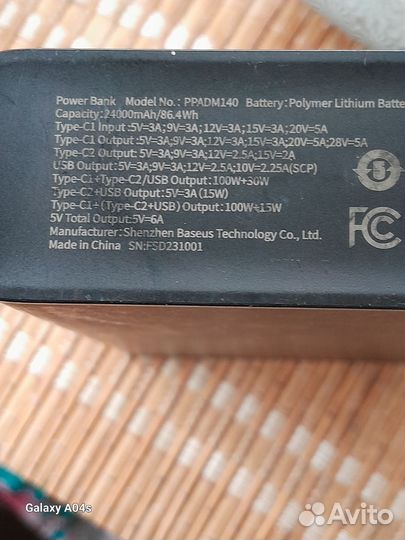 Power Bank Model No.: PPADM140 Battery:Polymer Lithium Batte
Capacity:24000mAh/86.4Wh
Type-C1 Input:5V=3A;9V=3A;12V=3A;15V=3A;20V=5A
Type-C1 Output:5V=3A;9V=3A;12V=3A;15V=3A;20V=5A;28V=5A
Type-C2 Output:5V=3A;9V=3A;12V=2.5A;15V=2A
USB Output:5V=3A;9V=3A;12V=2.5A;10V=2.25A(SCP)
Type-C1+Type-C2/USB Output:100W+30W
Type-C2+USB Output:5V=3A (15W)
Type-C1+(Type-C2+USB) Output:100W+15W
5V Total Output:5V=6A
Manufacturer:Shenzhen Baseus Technology Co., Ltd.
Made in China SN:FSD231001
5
FC
Galaxy A04s
Avito